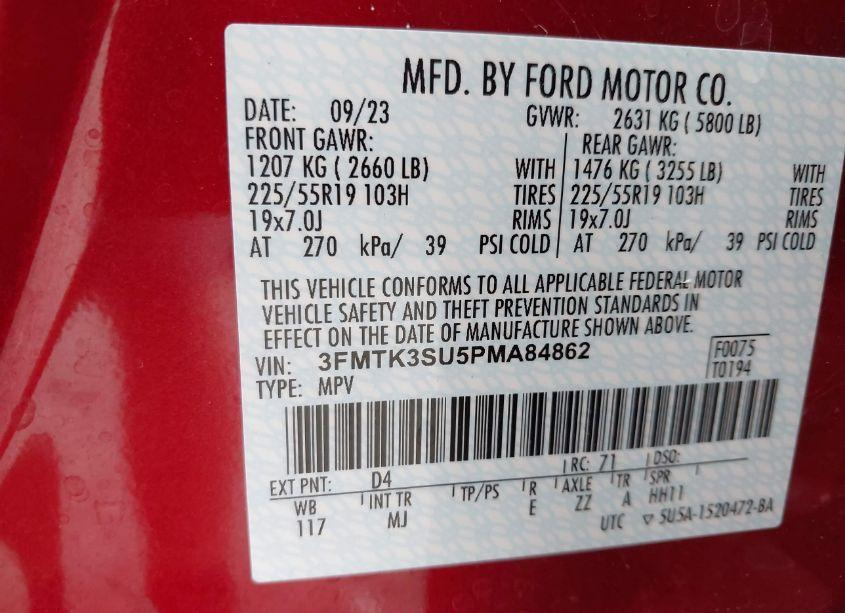 MFD. BY FORD MOTOR CO.
DATE: 09/23 GVWR: 2631 KG ( 5800 LB)
FRONT GAWR: REAR GAWR:
1207 KG ( 2660 LB) WITH 1476 KG ( 3255 LB) WITH
225/55R19 103H TIRES 225/55R19 103H TIRES
19x7.0J RIMS 19x7.0J RIMS
AT 270 kPa/ 39 PSI COLD AT 270 kPa/ 39 PSI COLD
THIS VEHICLE CONFORMS TO ALL APPLICABLE FEDERAL MOTOR
VEHICLE SAFETY AND THEFT PREVENTION STANDARDS IN
EFFECT ON THE DATE OF MANUFACTURE SHOWN ABOVE.
VIN: 3FMTK3SU5PMA84862 F0075
TYPE: MPV T0194
EXT PNT: D4 RC: 71 DSO:
WB INT TR TP/PS R AXLE TR SPR
117 MJ E ZZ A HH11
UTC ▽ SU5A-1520472-BA